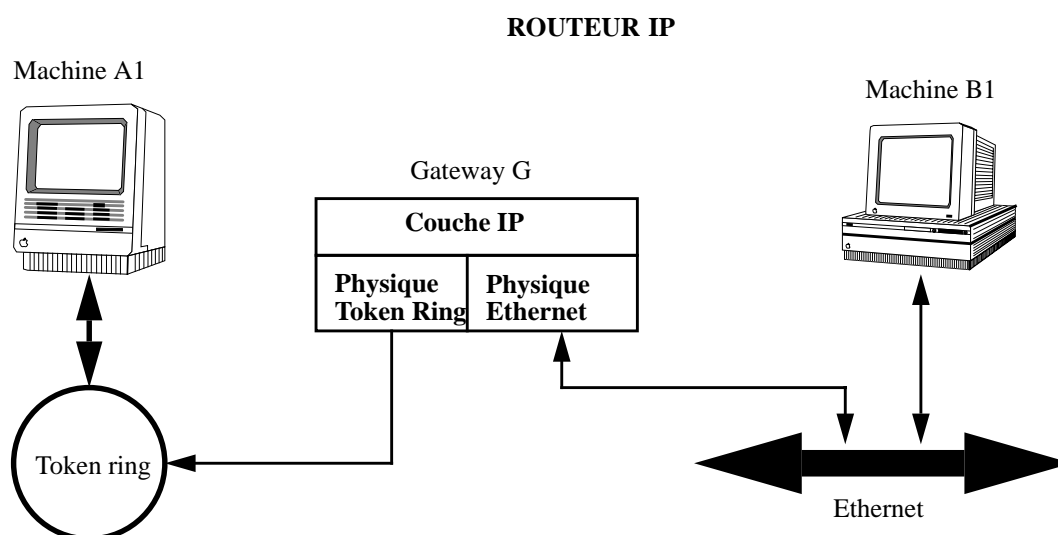 ROUTEUR IP
Machine A1
Machine B1
Gateway G
Couche IP
Physique
Token Ring
Physique
Ethernet
Token ring
Ethernet